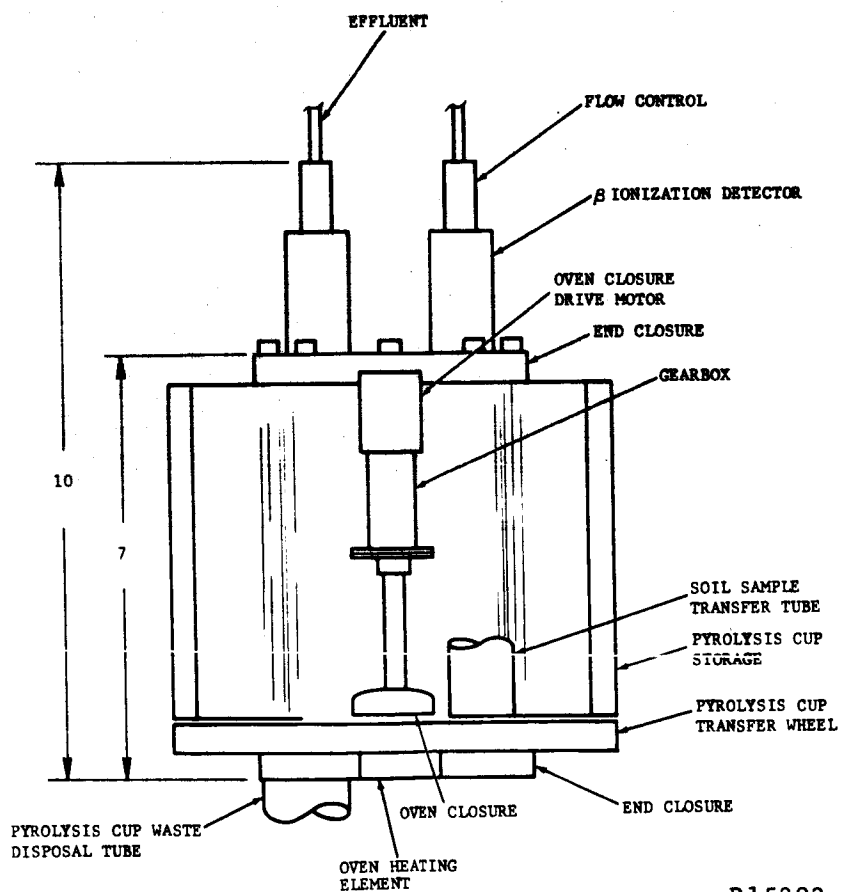 EFFLUENT
FLOW CONTROL
β IONIZATION DETECTOR
OVEN CLOSURE
DRIVE MOTOR
END CLOSURE
GEARBOX
10
7
SOIL SAMPLE
TRANSFER TUBE
PYROLYSIS CUP
STORAGE
PYROLYSIS CUP
TRANSFER WHEEL
OVEN CLOSURE
END CLOSURE
PYROLYSIS CUP WASTE
DISPOSAL TUBE
OVEN HEATING
ELEMENT